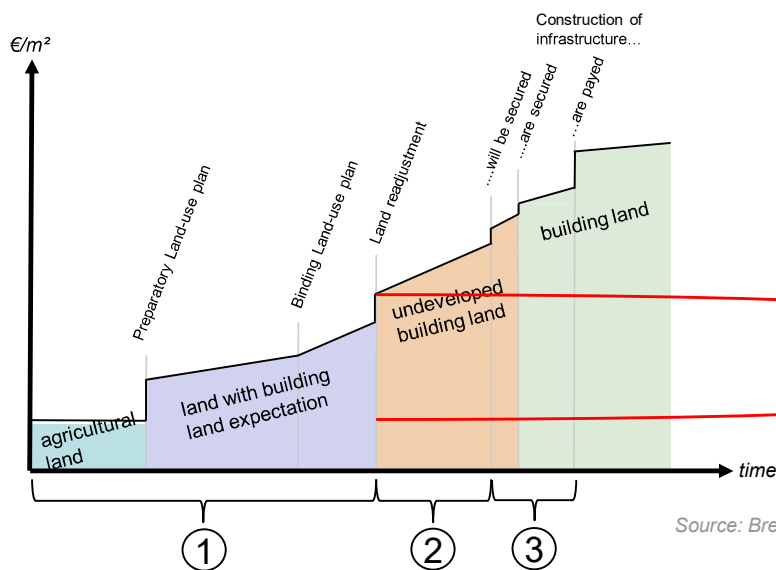 Construction of
infrastructure…
€/m²
Preparatory Land-use plan
Binding Land-use plan
Land readjustment
....will be secured
....are secured
…are payed
building land
undeveloped
building land
land with building
land expectation
agricultural
land
time
1
2
3
Source: Bre